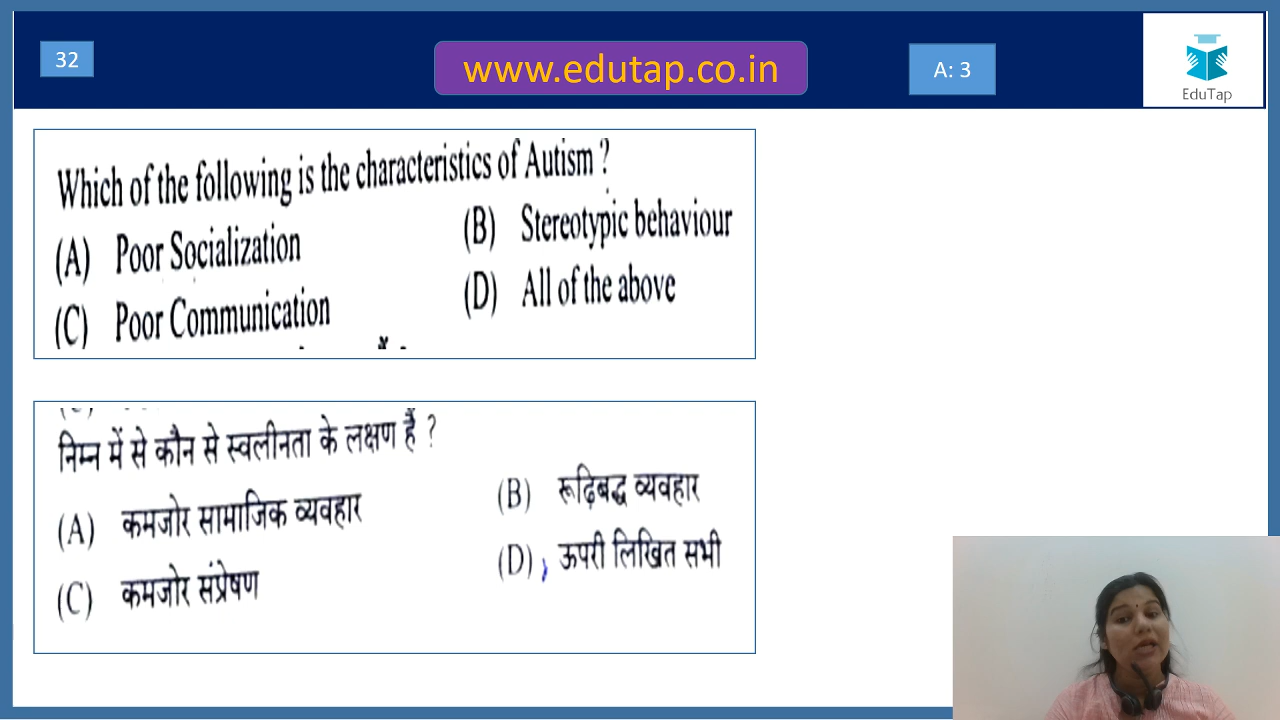 32
www.edutap.co.in
A: 3
EduTap
Which of the following is the characteristics of Autism ?
(A) Poor Socialization
(B) Stereotypic behaviour
(C) Poor Communication
(D) All of the above
निम्न में से कौन से स्वलीनता के लक्षण हैं ?
(A) कमजोर सामाजिक व्यवहार
(B) रूढ़िबद्ध व्यवहार
(C) कमजोर संप्रेषण
(D) ऊपरी लिखित सभी